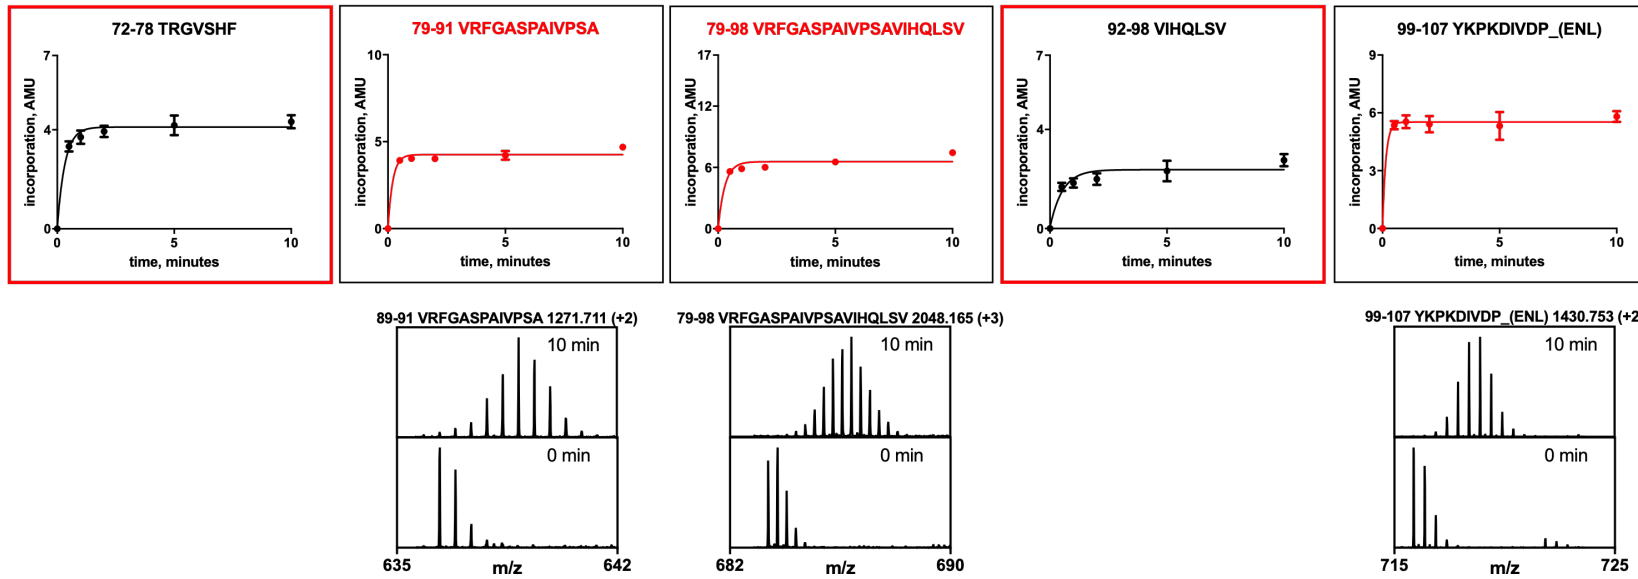 72-78 TRGVSHF
7
4
0
incorporation, AMU
0
5
10
time, minutes
79-91 VRFGASPAIVPSA
10
5
0
incorporation, AMU
0
5
10
time, minutes
79-98 VRFGASPAIVPSAVIHQLSV
17
12
6
0
incorporation, AMU
0
5
10
time, minutes
92-98 VIHQLSV
7
4
0
incorporation, AMU
0
5
10
time, minutes
99-107 YKPKDIVDP_(ENL)
9
6
3
0
incorporation, AMU
0
5
10
time, minutes
89-91 VRFGASPAIVPSA 1271.711 (+2)
10 min
0 min
635
m/z
642
79-98 VRFGASPAIVPSAVIHQLSV 2048.165 (+3)
10 min
0 min
682
m/z
690
99-107 YKPKDIVDP_(ENL) 1430.753 (+2
10 min
0 min
715
m/z
725